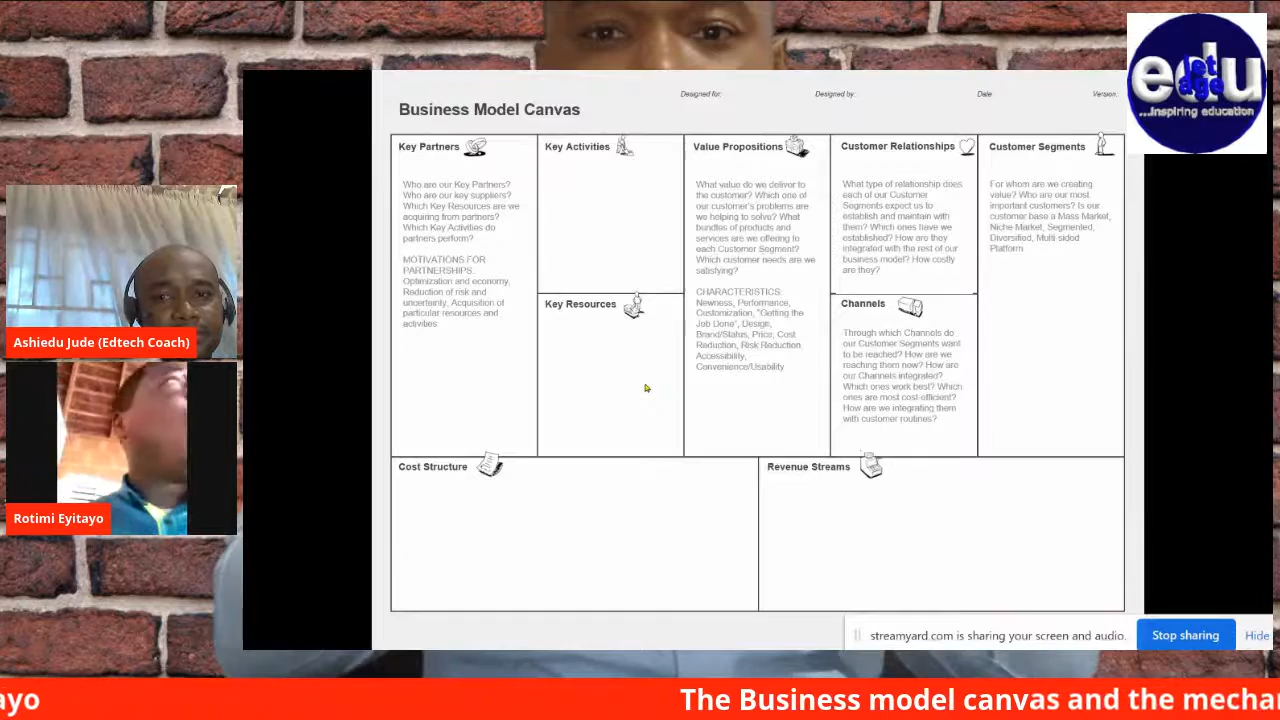 edu
let
age
...inspiring education
Designed for:
Designed by:
Date
Version:
Business Model Canvas
Key Partners
Who are our Key Partners?
Who are our key suppliers?
Which Key Resources are we
acquiring from partners?
Which Key Activities do
partners perform?
MOTIVATIONS FOR
PARTNERSHIPS:
Optimization and economy,
Reduction of risk and
uncertainty, Acquisition of
particular resources and
activities
Key Activities
Key Resources
Value Propositions
What value do we deliver to
the customer? Which one of
our customer's problems are
we helping to solve? What
bundles of products and
services are we offering to
each Customer Segment?
Which customer needs are we
satisfying?
CHARACTERISTICS:
Newness, Performance,
Customization, "Getting the
Job Done", Design,
Brand/Status, Price, Cost
Reduction, Risk Reduction,
Accessibility,
Convenience/Usability
Customer Relationships
What type of relationship does
each of our Customer
Segments expect us to
establish and maintain with
them? Which ones have we
established? How are they
integrated with the rest of our
business model? How costly
are they?
Channels
Through which Channels do
our Customer Segments want
to be reached? How are we
reaching them now? How are
our Channels integrated?
Which ones work best? Which
ones are most cost-efficient?
How are we integrating them
with customer routines?
Customer Segments
For whom are we creating
value? Who are our most
important customers? Is our
customer base a Mass Market,
Niche Market, Segmented,
Diversified, Multi-sided
Platform
Cost Structure
Revenue Streams
Ashiedu Jude (Edtech Coach)
Rotimi Eyitayo
streamyard.com is sharing your screen and audio.
Stop sharing
Hide
ayo
The Business model canvas and the mecha